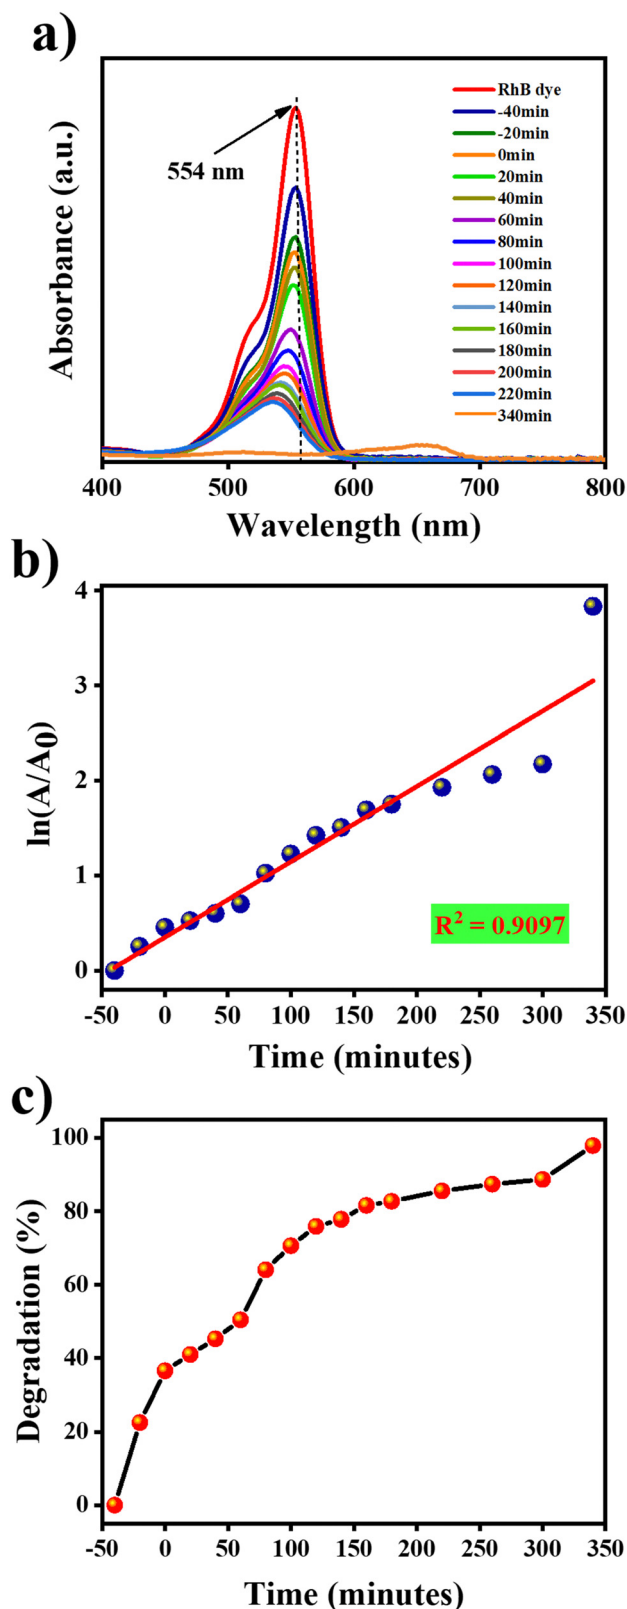 a)
554 nm
RhB dye
-40min
-20min
0min
20min
40min
60min
80min
100min
120min
140min
160min
180min
200min
220min
340min
Absorbance (a.u.)
400 500 600 700 800
Wavelength (nm)
b)
4
3
2
1
0
ln(A/A0)
R2 = 0.9097
-50 0 50 100 150 200 250 300 350
Time (minutes)
c)
100
80
60
40
20
0
Degradation (%)
-50 0 50 100 150 200 250 300 350
Time (minutes)